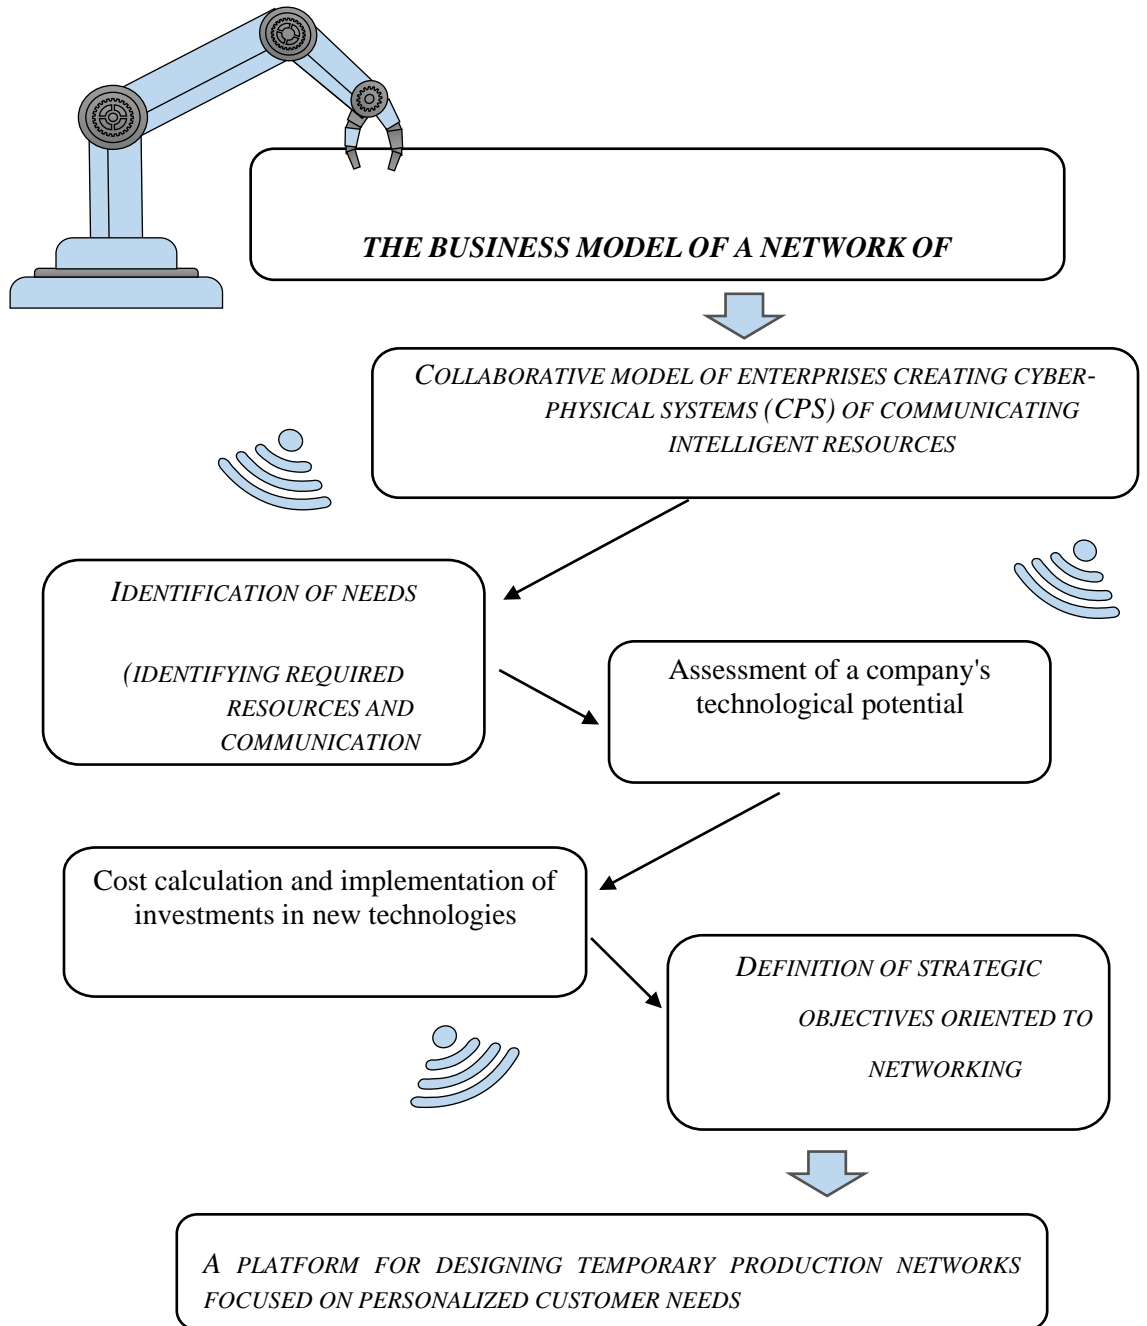 THE BUSINESS MODEL OF A NETWORK OF
COLLABORATIVE MODEL OF ENTERPRISES CREATING CYBER-
PHYSICAL SYSTEMS (CPS) OF COMMUNICATING
INTELLIGENT RESOURCES
IDENTIFICATION OF NEEDS
(IDENTIFYING REQUIRED
RESOURCES AND
COMMUNICATION
Assessment of a company's
technological potential
Cost calculation and implementation of
investments in new technologies
DEFINITION OF STRATEGIC
OBJECTIVES ORIENTED TO
NETWORKING
A PLATFORM FOR DESIGNING TEMPORARY PRODUCTION NETWORKS
FOCUSED ON PERSONALIZED CUSTOMER NEEDS